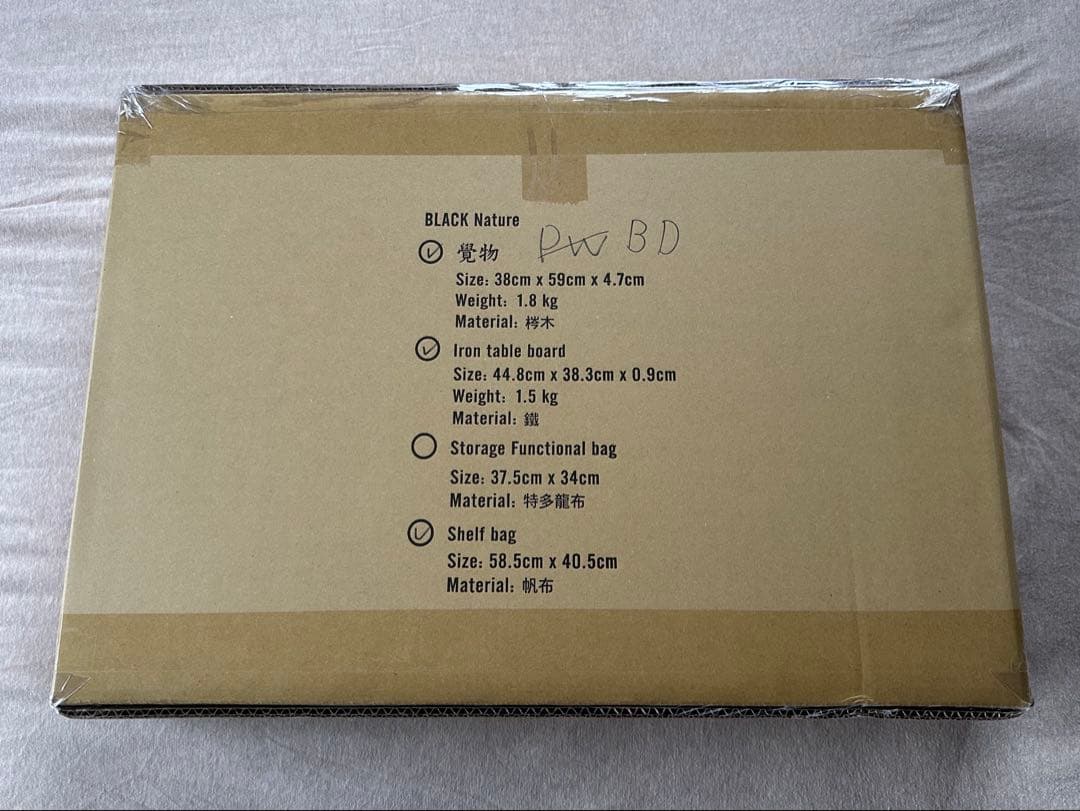 BLACK Nature
覺物 PW BD
Size: 38cm x 59cm x 4.7cm
Weight: 1.8 kg
Material: 梣木
Iron table board
Size: 44.8cm x 38.3cm x 0.9cm
Weight: 1.5 kg
Material: 鐵
Storage Functional bag
Size: 37.5cm x 34cm
Material: 特多龍布
Shelf bag
Size: 58.5cm x 40.5cm
Material: 帆布